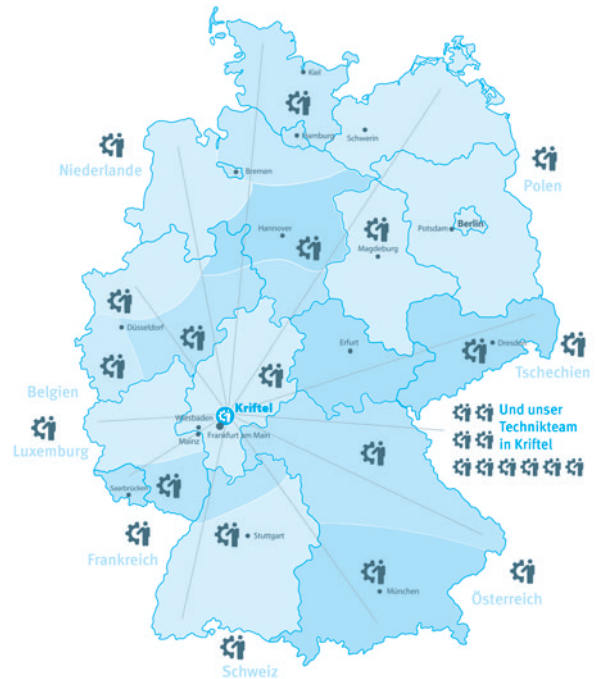 Kiel
Hamburg
Schwerin
Niederlande
Bremen
Polen
Hannover
Potsdam
Berlin
Magdeburg
Düsseldorf
Erfurt
Dresden
Tschechien
Belgien
Kriftel
Wiesbaden
Mainz
Frankfurt am Main
Luxemburg
Und unser
Technikteam
in Kriftel
Saarbrücken
Stuttgart
Frankreich
München
Österreich
Schweiz